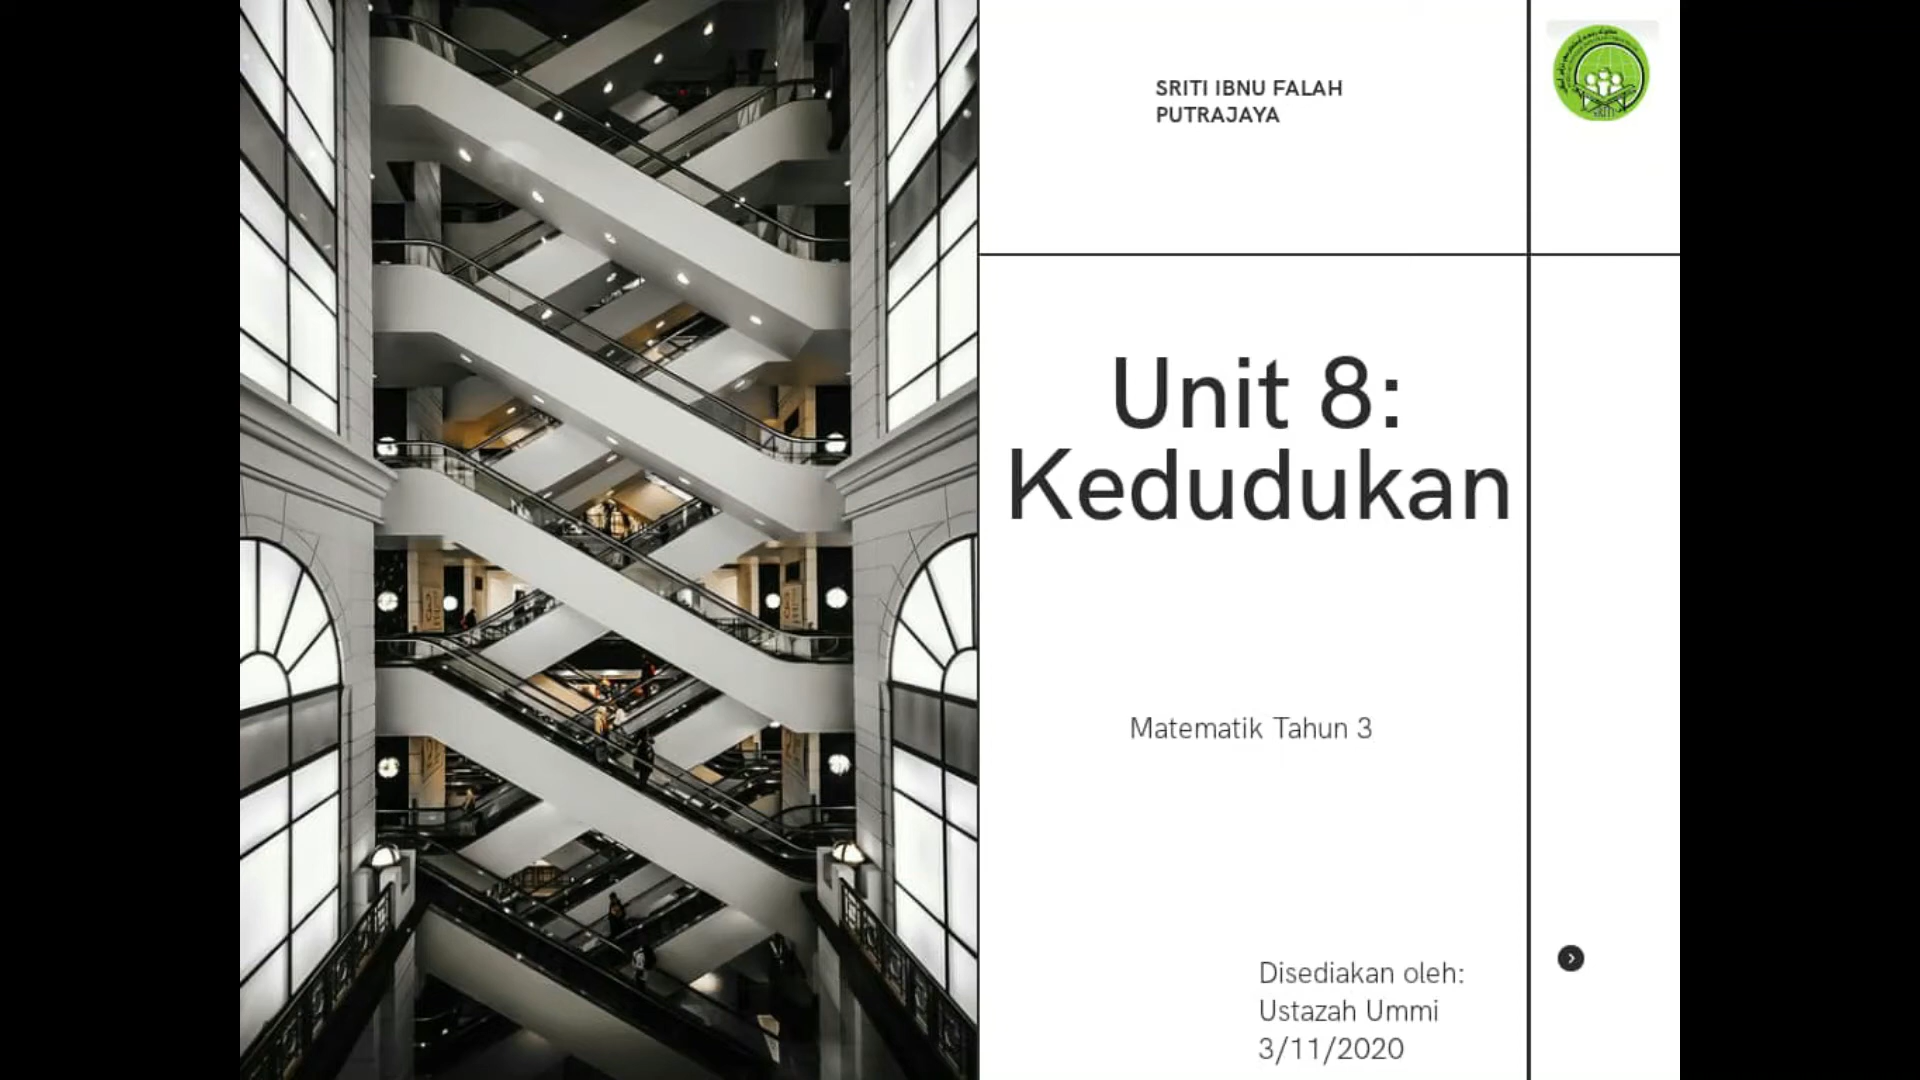 SRITI IBNU FALAH
PUTRAJAYA
Unit 8:
Kedudukan
Matematik Tahun 3
Disediakan oleh:
Ustazah Ummi
3/11/2020